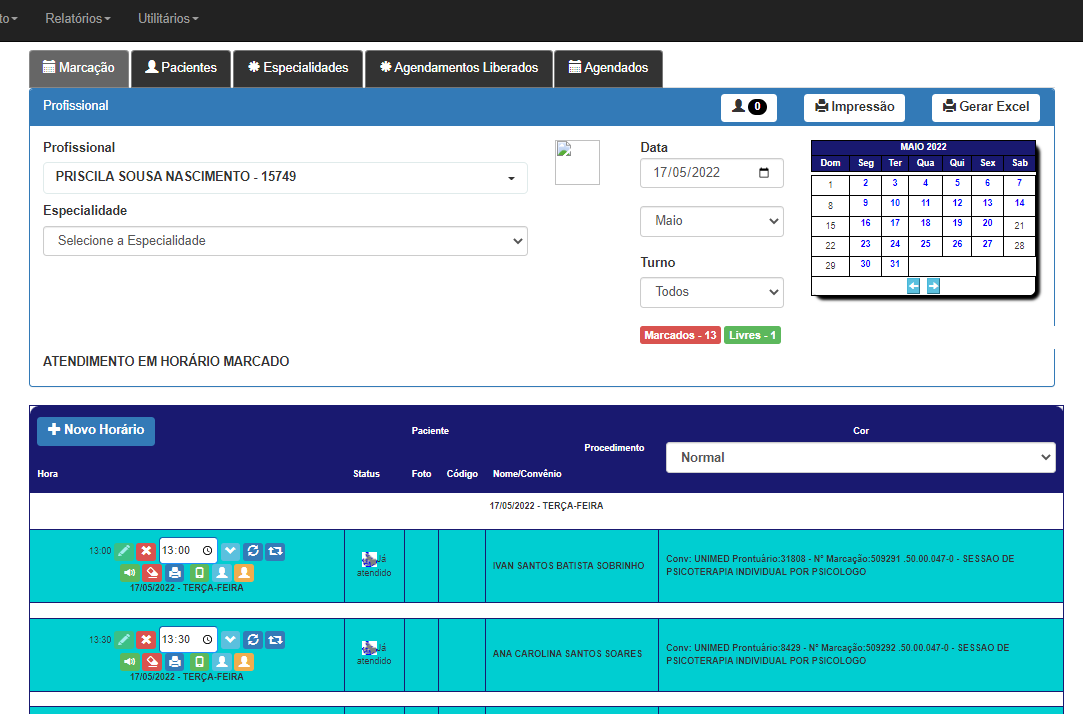 to
Relatórios
Utilitários
Marcação
Pacientes
Especialidades
Agendamentos Liberados
Agendados
Profissional
0
Impressão
Gerar Excel
Profissional
PRISCILA SOUSA NASCIMENTO - 15749
Especialidade
Selecione a Especialidade
Data
17/05/2022
Maio
Turno
Todos
Marcados - 13
Livres - 1
MAIO 2022
Dom Seg Ter Qua Qui Sex Sab
1 2 3 4 5 6 7
8 9 10 11 12 13 14
15 16 17 18 19 20 21
22 23 24 25 26 27 28
29 30 31
ATENDIMENTO EM HORÁRIO MARCADO
Novo Horário
Paciente
Procedimento
Cor
Normal
Hora
Status
Foto
Código
Nome/Convênio
17/05/2022 - TERÇA-FEIRA
13:00
13:00
17/05/2022 - TERÇA-FEIRA
Já
atendido
IVAN SANTOS BATISTA SOBRINHO
Conv: UNIMED Prontuário:31808 - N° Marcação:509291 .50.00.047-0 - SESSAO DE
PSICOTERAPIA INDIVIDUAL POR PSICOLOGO
13:30
13:30
17/05/2022 - TERÇA-FEIRA
Já
atendido
ANA CAROLINA SANTOS SOARES
Conv: UNIMED Prontuário:8429 - N° Marcação:509292 .50.00.047-0 - SESSAO DE
PSICOTERAPIA INDIVIDUAL POR PSICOLOGO